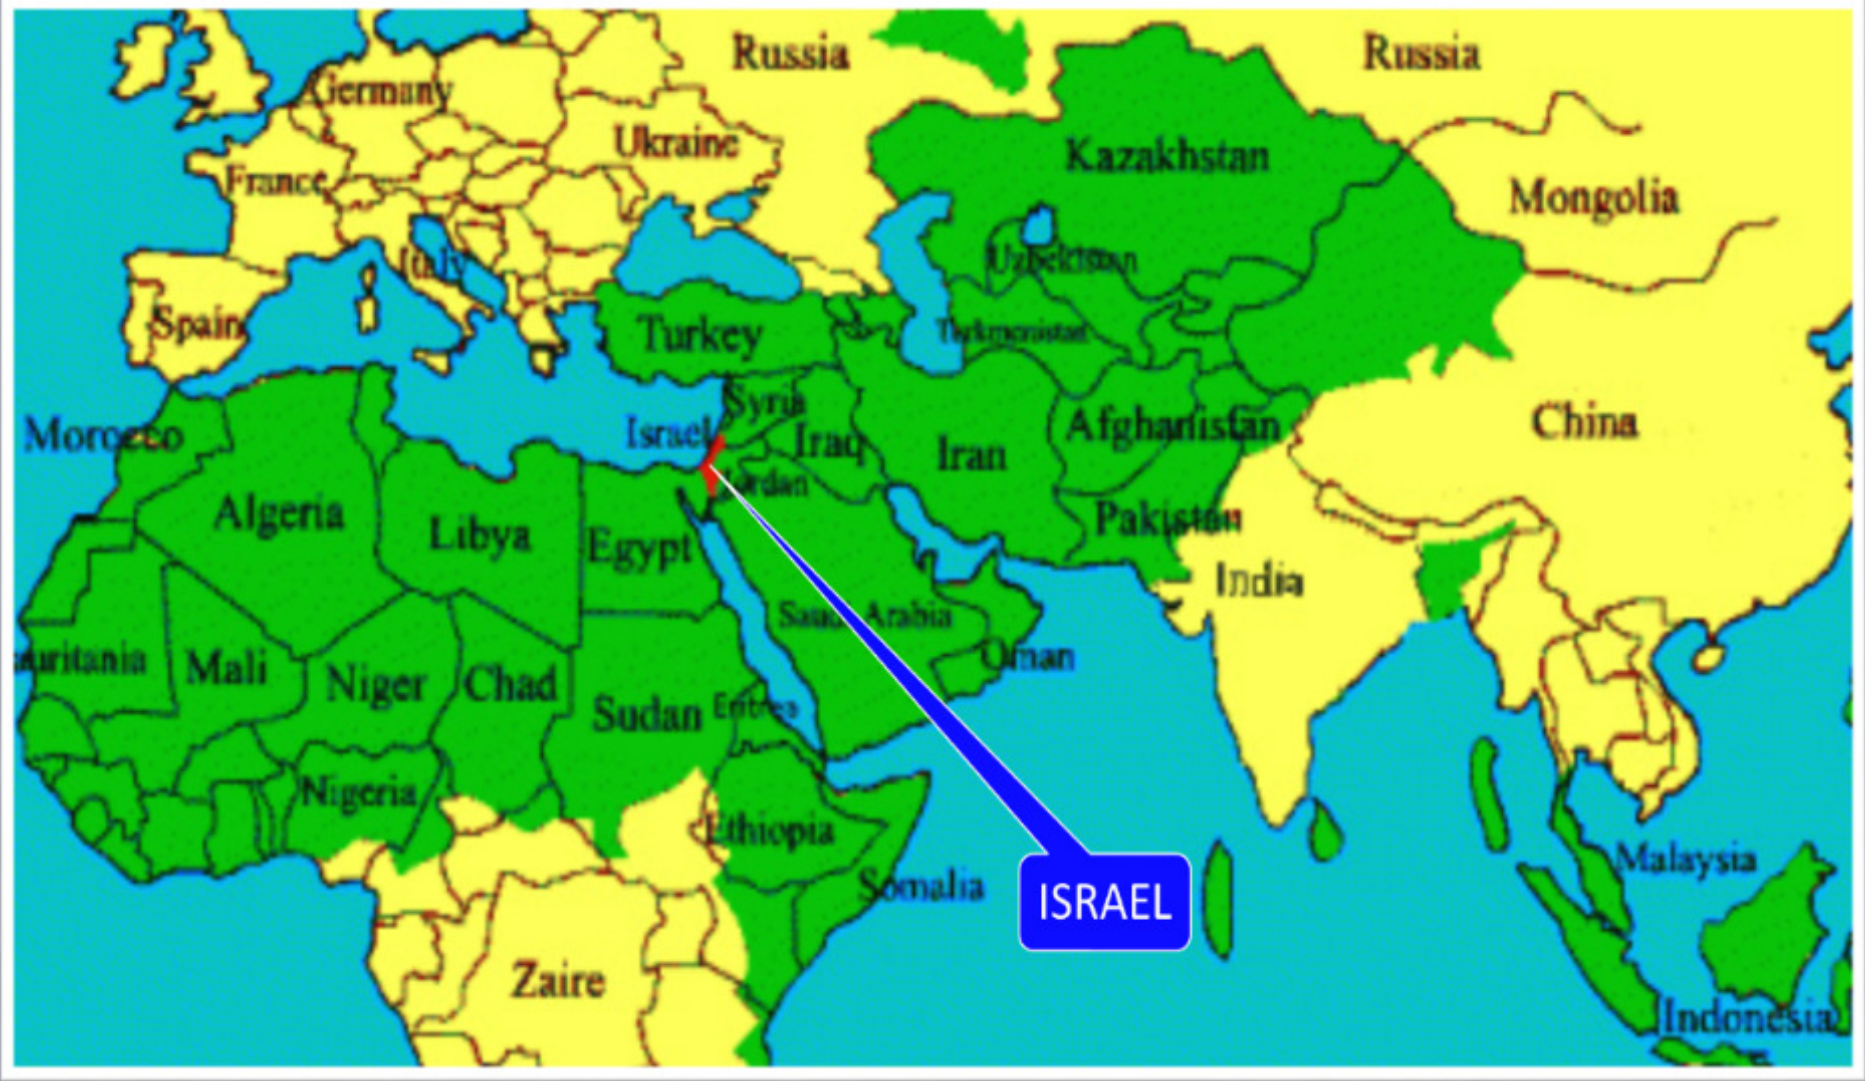 Russia
Russia
Germany
Ukraine
Kazakhstan
France
Mongolia
Italy
Uzbekistan
Spain
Turkey
Turkmenistan
Syria
Israel
Morocco
Iraq
Iran
Afghanistan
China
Jordan
Algeria
Libya
Egypt
Pakistan
India
Saudi Arabia
Oman
auritania
Mali
Niger
Chad
Sudan
Eritrea
Nigeria
Ethiopia
Somalia
ISRAEL
Malaysia
Zaire
Indonesia